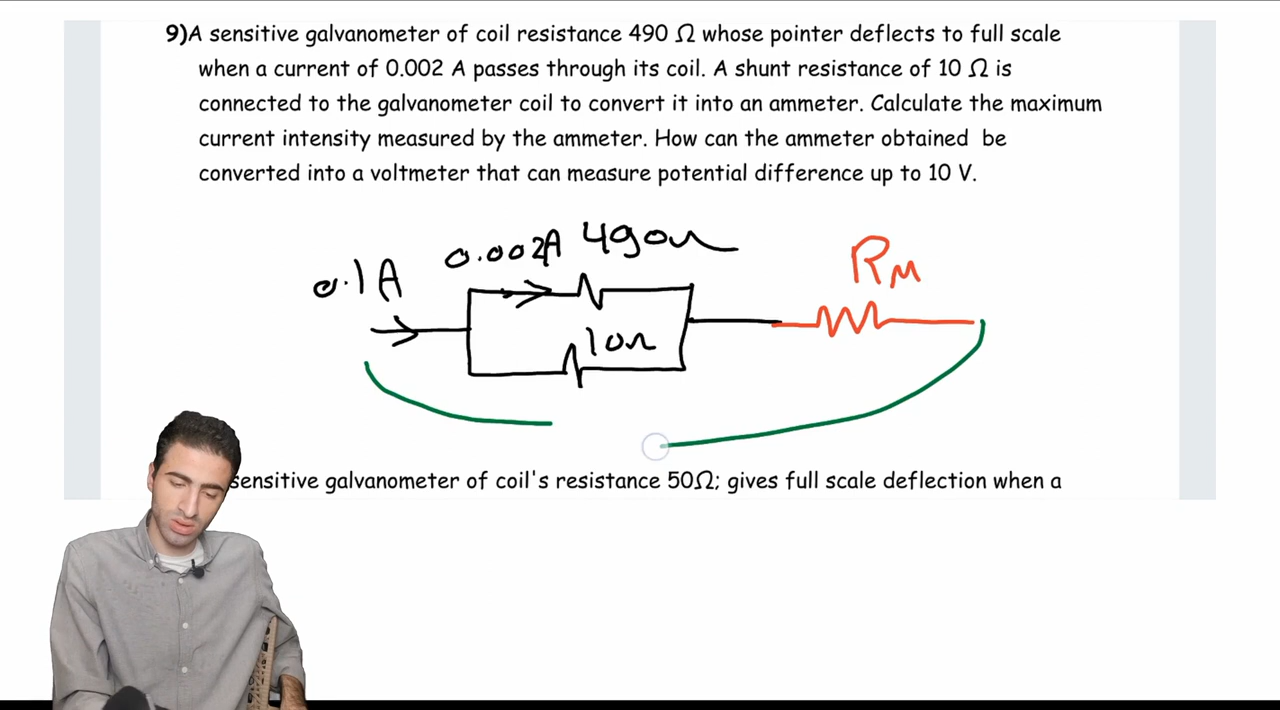 9)A sensitive galvanometer of coil resistance 490 Ω whose pointer deflects to full scale
when a current of 0.002 A passes through its coil. A shunt resistance of 10 Ω is
connected to the galvanometer coil to convert it into an ammeter. Calculate the maximum
current intensity measured by the ammeter. How can the ammeter obtained be
converted into a voltmeter that can measure potential difference up to 10 V.
0.002A 490Ω
RM
0.1A
10Ω
sensitive galvanometer of coil's resistance 50Ω; gives full scale deflection when a